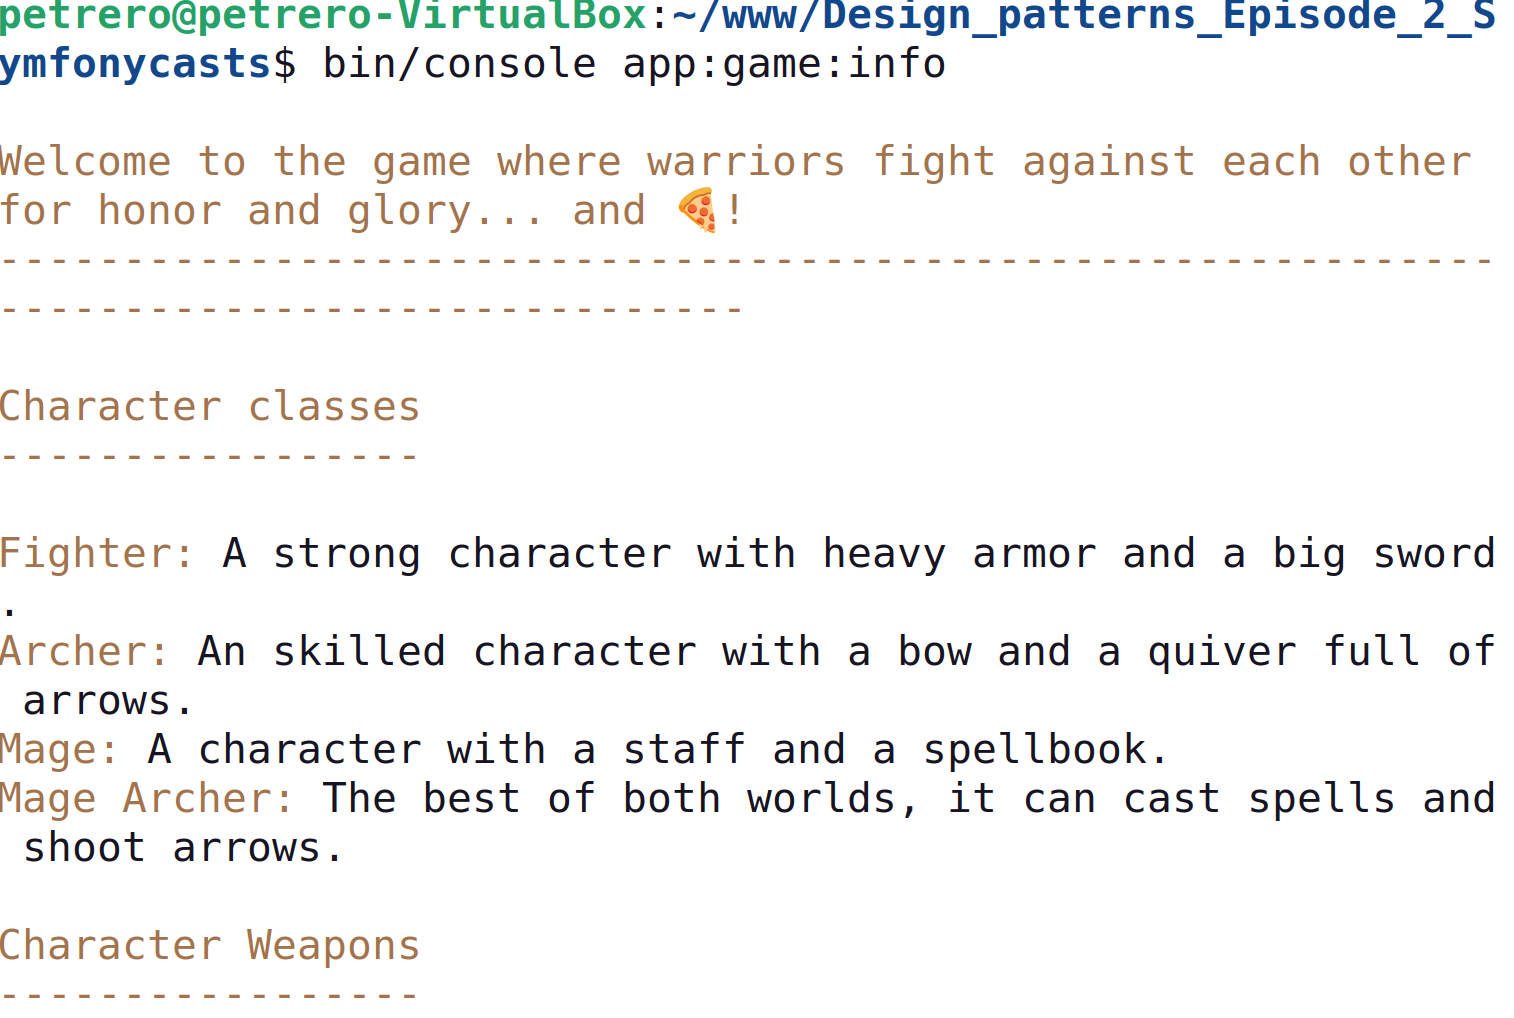 petrero@petrero-VirtualBox:~/www/Design_patterns_Episode_2_S
ymfonycasts$ bin/console app:game:info
Welcome to the game where warriors fight against each other
for honor and glory... and 🍕!
------------------------------------------------------------
------------------------------
Character classes
-----------------
Fighter: A strong character with heavy armor and a big sword
.
Archer: An skilled character with a bow and a quiver full of
 arrows.
Mage: A character with a staff and a spellbook.
Mage Archer: The best of both worlds, it can cast spells and
 shoot arrows.
Character Weapons
-----------------